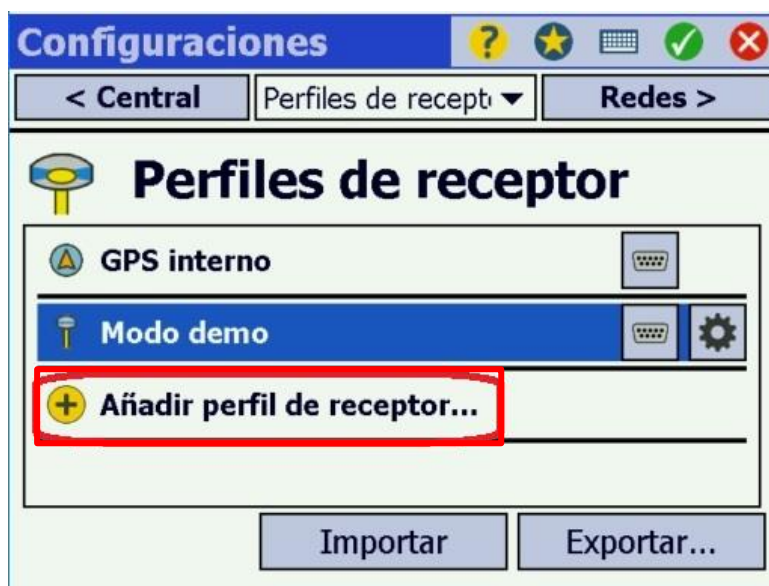 Configuraciones
< Central Perfiles de recept Redes >
Perfiles de receptor
GPS interno
Modo demo
Añadir perfil de receptor...
Importar Exportar...